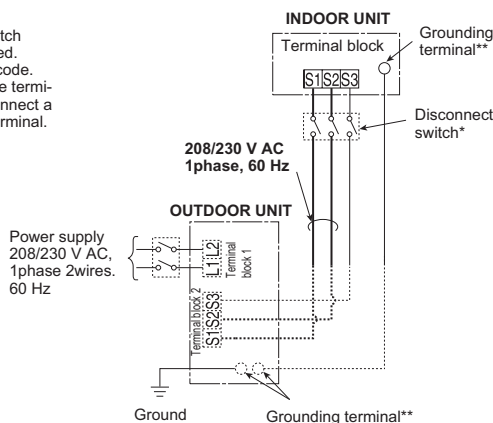 tch
ed.
code.
e termi-
nnect a
rminal.
INDOOR UNIT
Terminal block
Grounding
terminal**
S1 S2 S3
Disconnect
switch*
208/230 V AC
1phase, 60 Hz
OUTDOOR UNIT
Power supply
208/230 V AC,
1phase 2wires.
60 Hz
L1 L2
Terminal
block 1
Terminal block 2
S1 S2 S3
Ground
Grounding terminal**